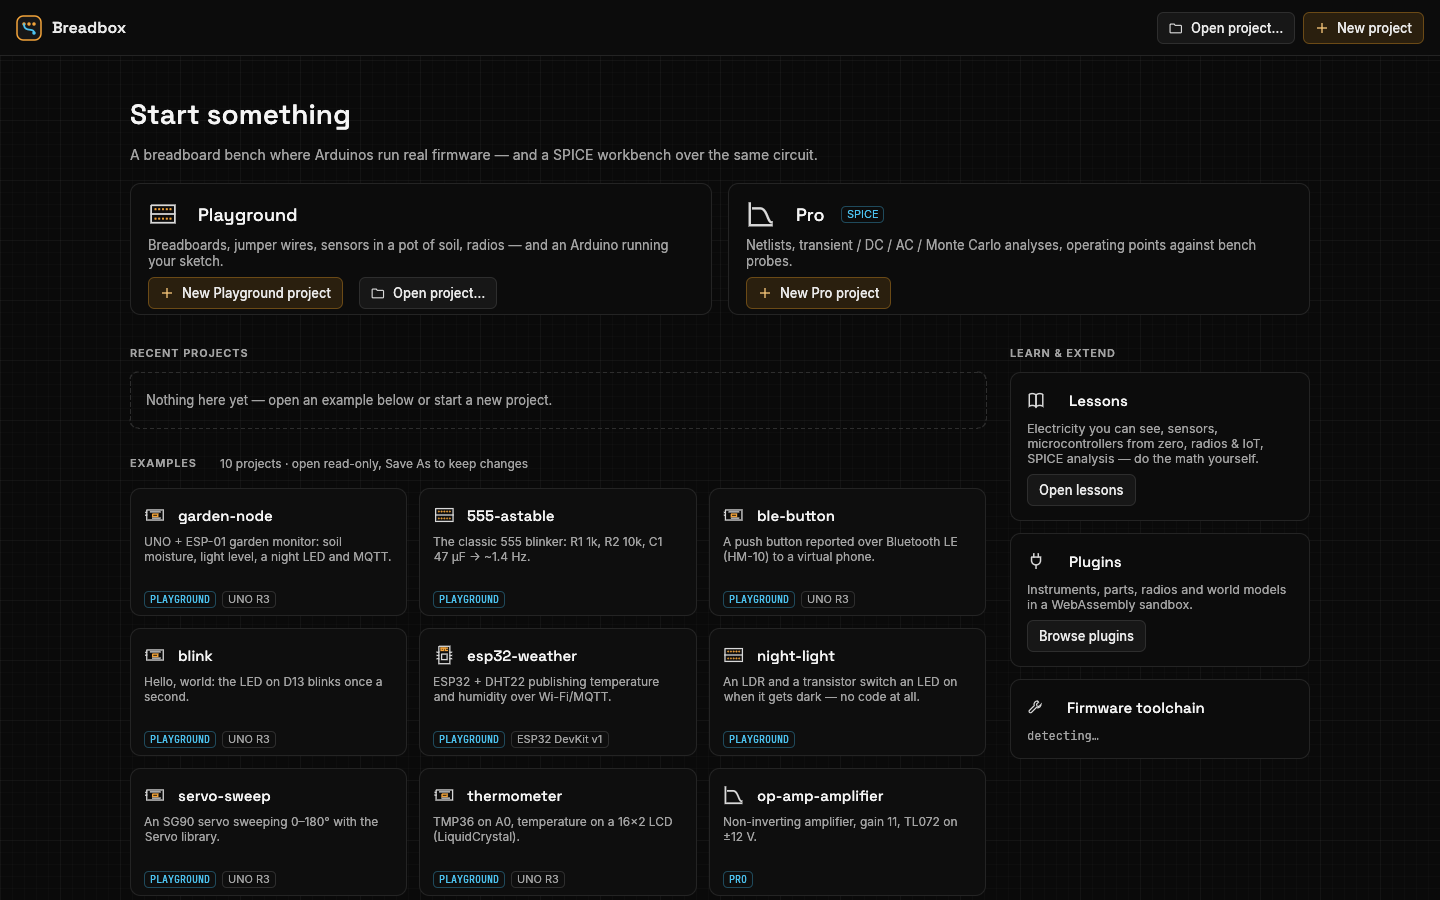 Breadbox
Open project...
New project
Start something
A breadboard bench where Arduinos run real firmware — and a SPICE workbench over the same circuit.
Playground
Breadboards, jumper wires, sensors in a pot of soil, radios — and an Arduino running
your sketch.
New Playground project
Open project...
Pro
SPICE
Netlists, transient / DC / AC / Monte Carlo analyses, operating points against bench
probes.
New Pro project
RECENT PROJECTS
Nothing here yet — open an example below or start a new project.
EXAMPLES
10 projects · open read-only, Save As to keep changes
garden-node
UNO + ESP-01 garden monitor: soil
moisture, light level, a night LED and MQTT.
PLAYGROUND
UNO R3
555-astable
The classic 555 blinker: R1 1k, R2 10k, C1
47 µF → ~1.4 Hz.
PLAYGROUND
ble-button
A push button reported over Bluetooth LE
(HM-10) to a virtual phone.
PLAYGROUND
UNO R3
blink
Hello, world: the LED on D13 blinks once a
second.
PLAYGROUND
UNO R3
esp32-weather
ESP32 + DHT22 publishing temperature
and humidity over Wi-Fi/MQTT.
PLAYGROUND
ESP32 DevKit v1
night-light
An LDR and a transistor switch an LED on
when it gets dark — no code at all.
PLAYGROUND
servo-sweep
An SG90 servo sweeping 0–180° with the
Servo library.
PLAYGROUND
UNO R3
thermometer
TMP36 on A0, temperature on a 16×2 LCD
(LiquidCrystal).
PLAYGROUND
UNO R3
op-amp-amplifier
Non-inverting amplifier, gain 11, TL072 on
±12 V.
PRO
LEARN & EXTEND
Lessons
Electricity you can see, sensors,
microcontrollers from zero, radios & IoT,
SPICE analysis — do the math yourself.
Open lessons
Plugins
Instruments, parts, radios and world models
in a WebAssembly sandbox.
Browse plugins
Firmware toolchain
detecting…